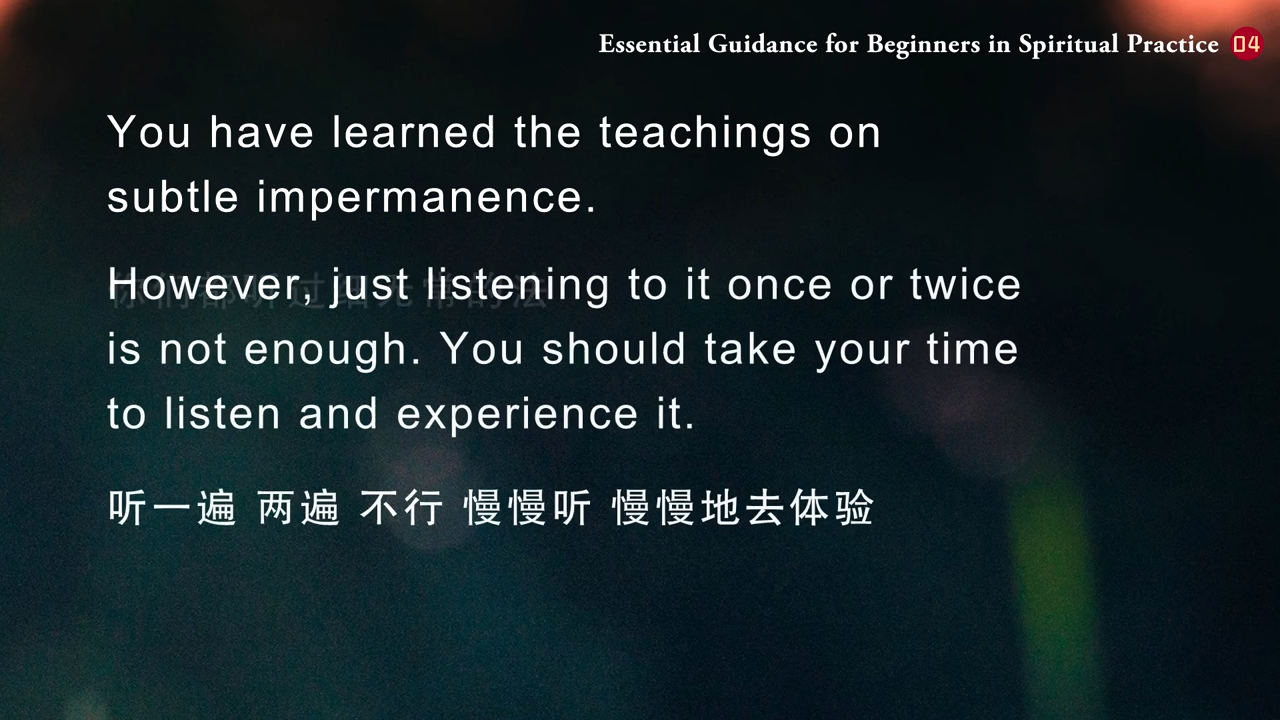 Essential Guidance for Beginners in Spiritual Practice 04
You have learned the teachings on
subtle impermanence.
However, just listening to it once or twice
is not enough. You should take your time
to listen and experience it.
听一遍 两遍 不行 慢慢听 慢慢地去体验